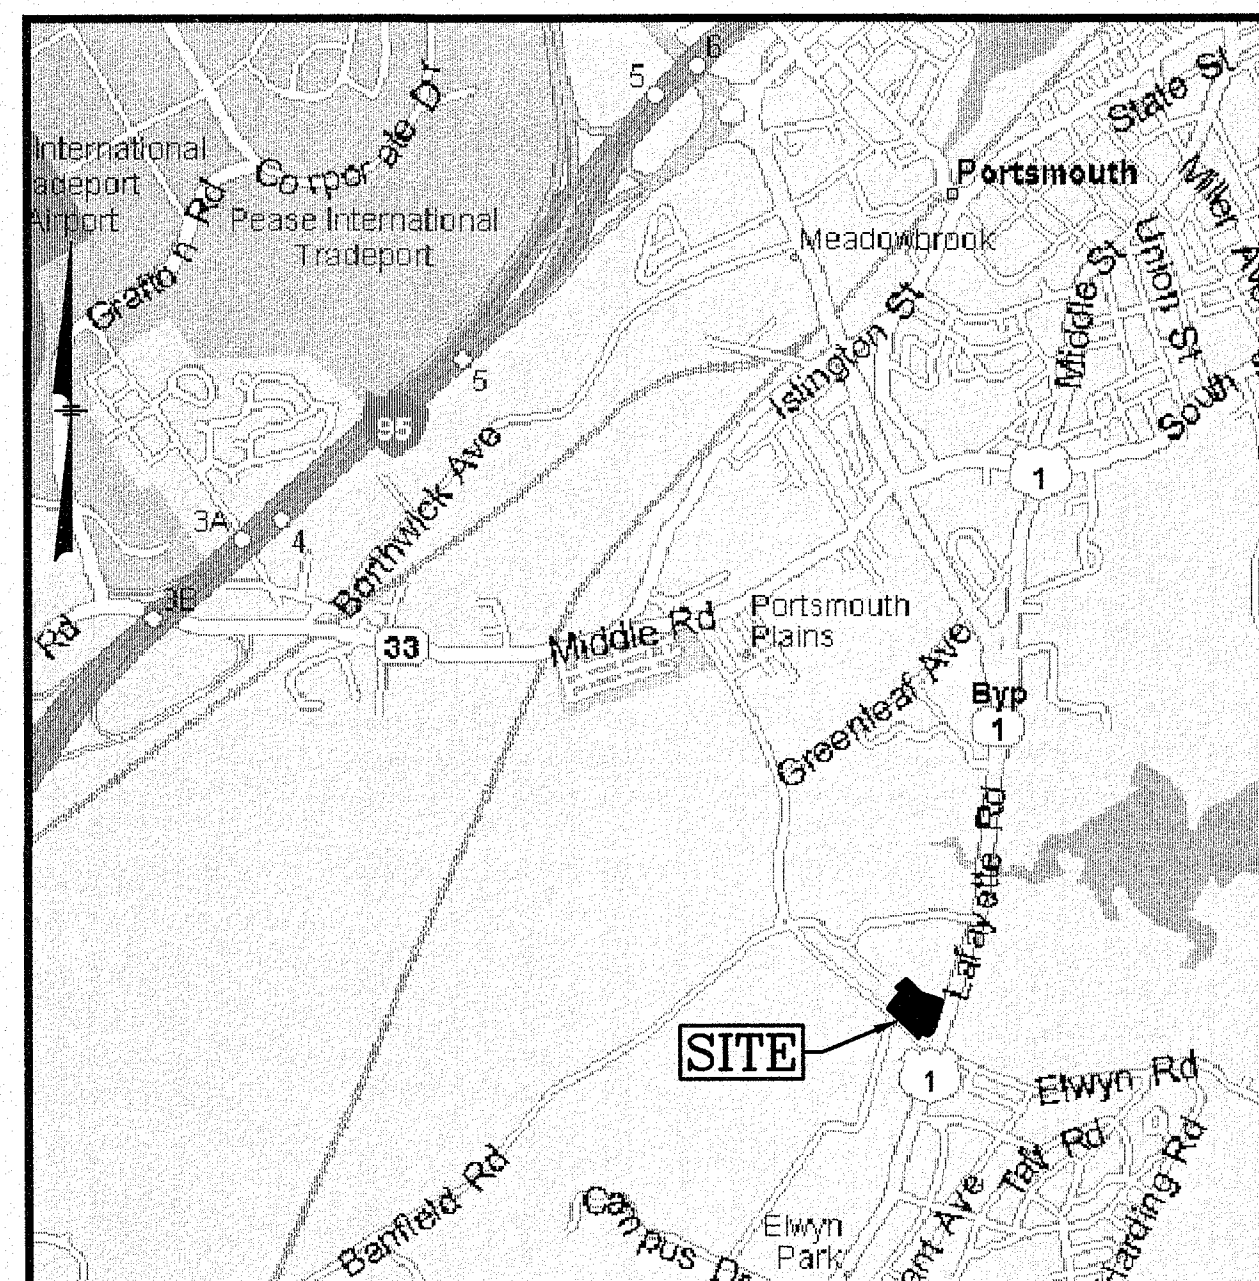 6
5
State St
International
ageport
Airport
Corporate Dr
Portsmouth
Grafton Rd
Pease International
Tradeport
Miller Ave
Meadowbrook
Union St
Middle St
Islington St
5
South
95
Borthwick Ave
1
3A
4
3B
Rd
33
Middle Rd
Portsmouth
Plains
Greenleaf Ave
Byp
1
Lafayette Rd
SITE
1
Elwyn Rd
Taft Rd
Banfield Rd
Campus Dr
Elwyn
Park
ant Ave
Harding Rd